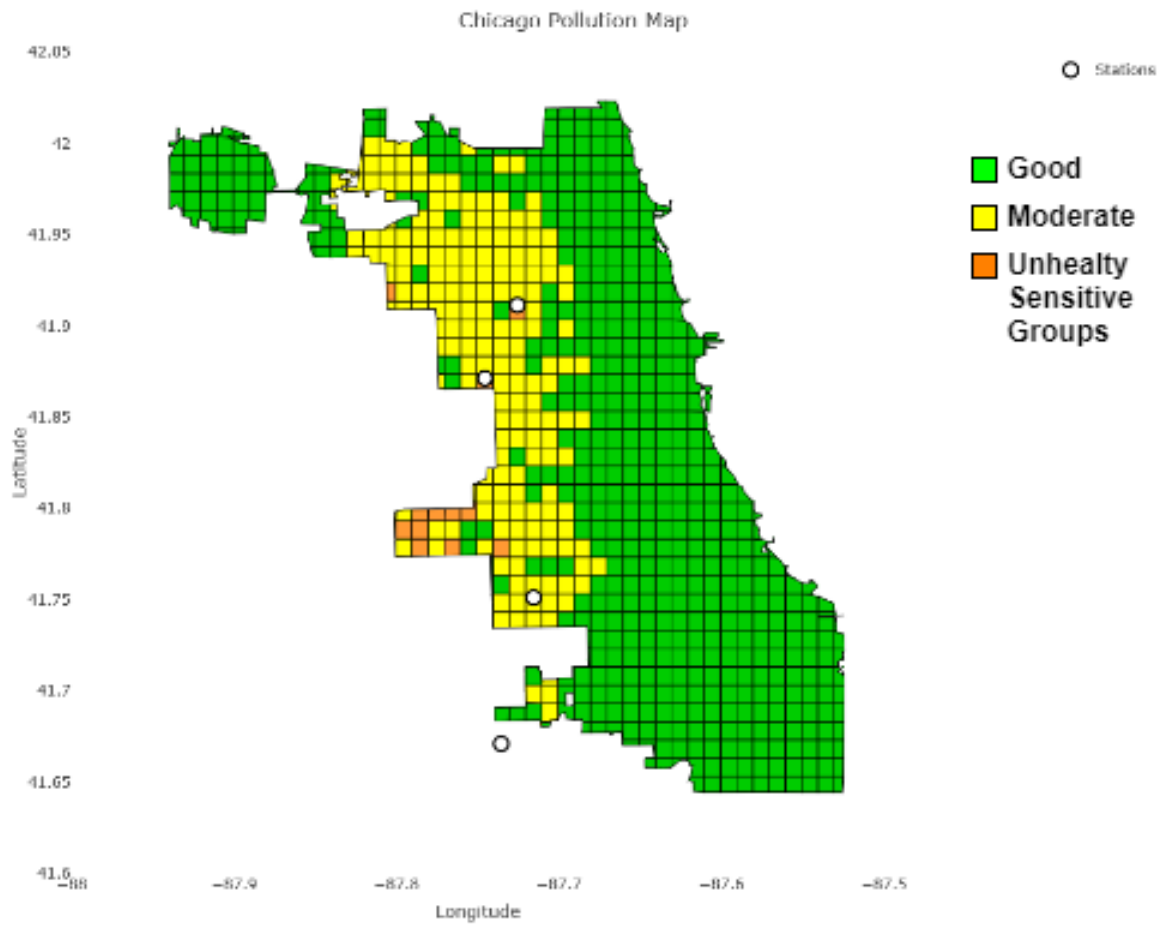 Chicago Pollution Map
42.05
Stations
42
Good
Moderate
41.95
Unhealty
Sensitive
Groups
41.9
41.85
Latitude
41.8
41.75
41.7
41.65
41.6
−88 −87.9 −87.8 −87.7 −87.6 −87.5
Longitude